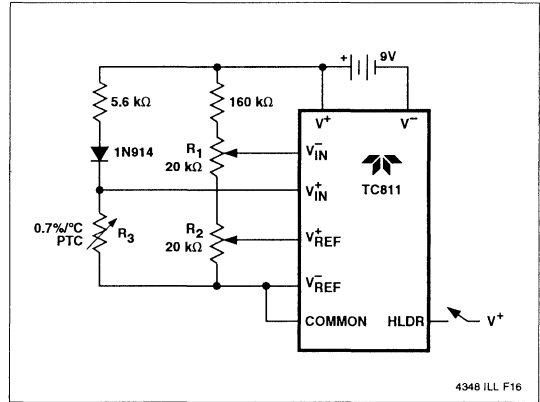 + 9V
5.6 kΩ
160 kΩ
V+
V−
1N914
R1
20 kΩ
V−IN
TC811
V+IN
0.7%/°C
PTC
R3
R2
20 kΩ
V+REF
V−REF
COMMON
HLDR
V+
4348 ILL F16